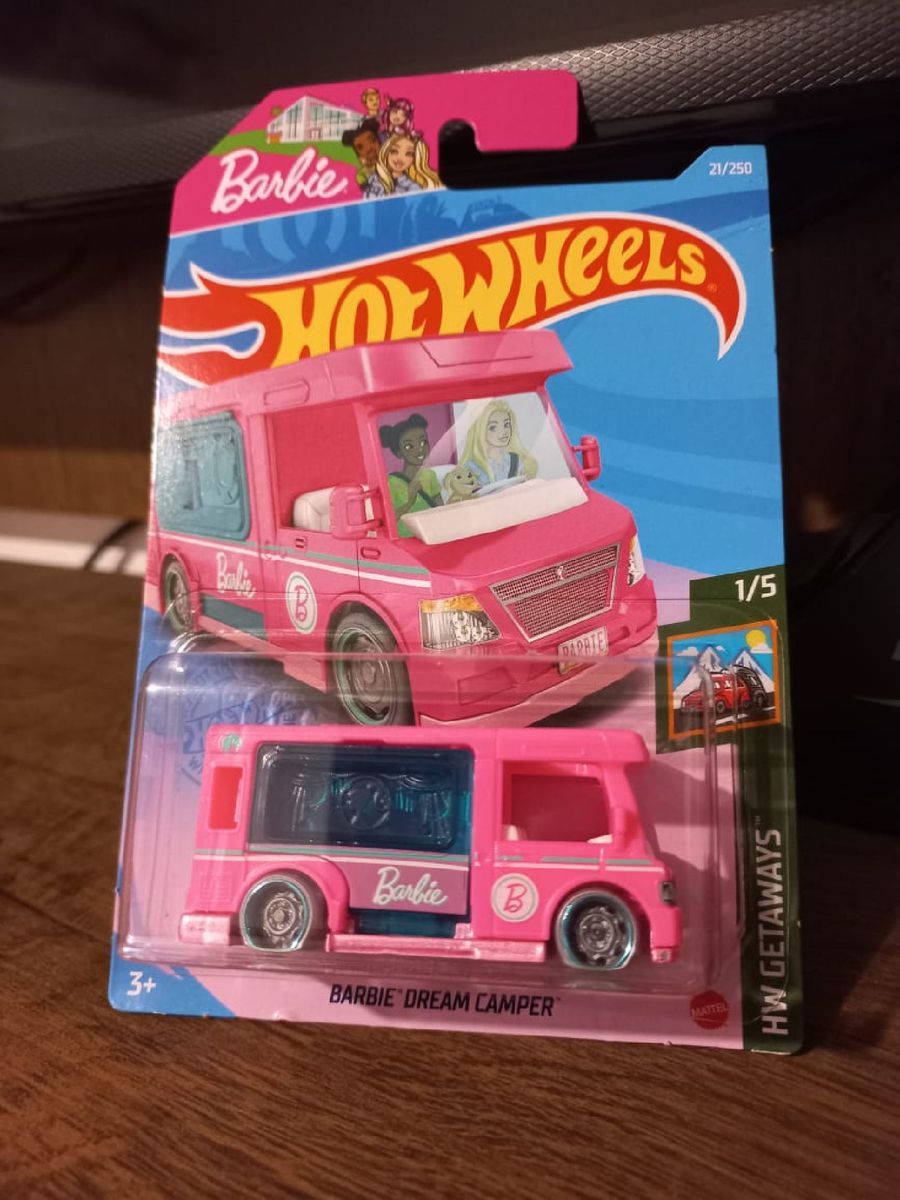 Barbie
21/250
HOT WHEELS®
Barbie
B
BARBIE
1/5
Barbie
B
HW GETAWAYS™
3+
BARBIE™ DREAM CAMPER™
MATTEL